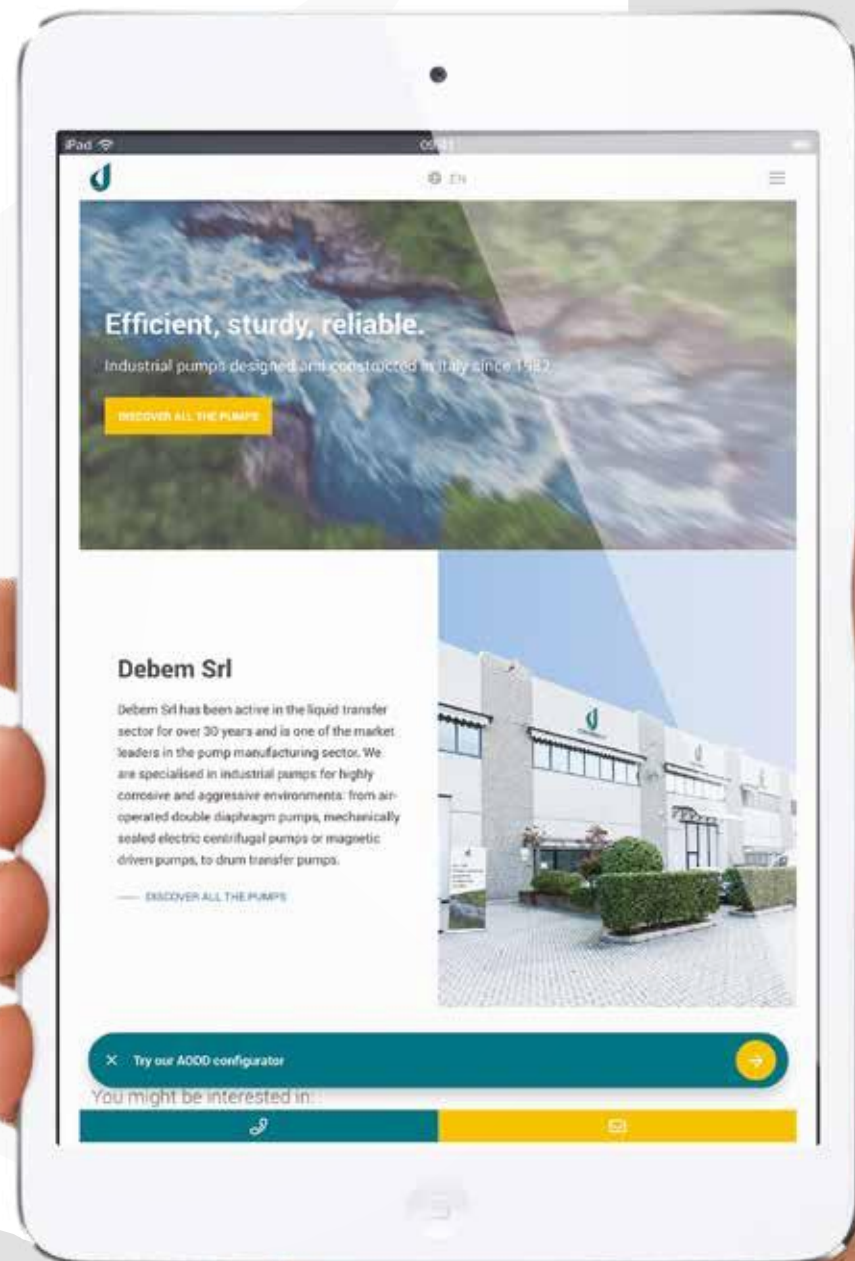 iPad
09:41
EN
Efficient, sturdy, reliable.
Industrial pumps designed and constructed in Italy since 1982.
DISCOVER ALL THE PUMPS
Debem Srl
Debem Srl has been active in the liquid transfer
sector for over 30 years and is one of the market
leaders in the pump manufacturing sector. We
are specialised in industrial pumps for highly
corrosive and aggressive environments: from air-
operated double diaphragm pumps, mechanically
sealed electric centrifugal pumps or magnetic
driven pumps, to drum transfer pumps.
DISCOVER ALL THE PUMPS
Try our AODD configurator
You might be interested in: